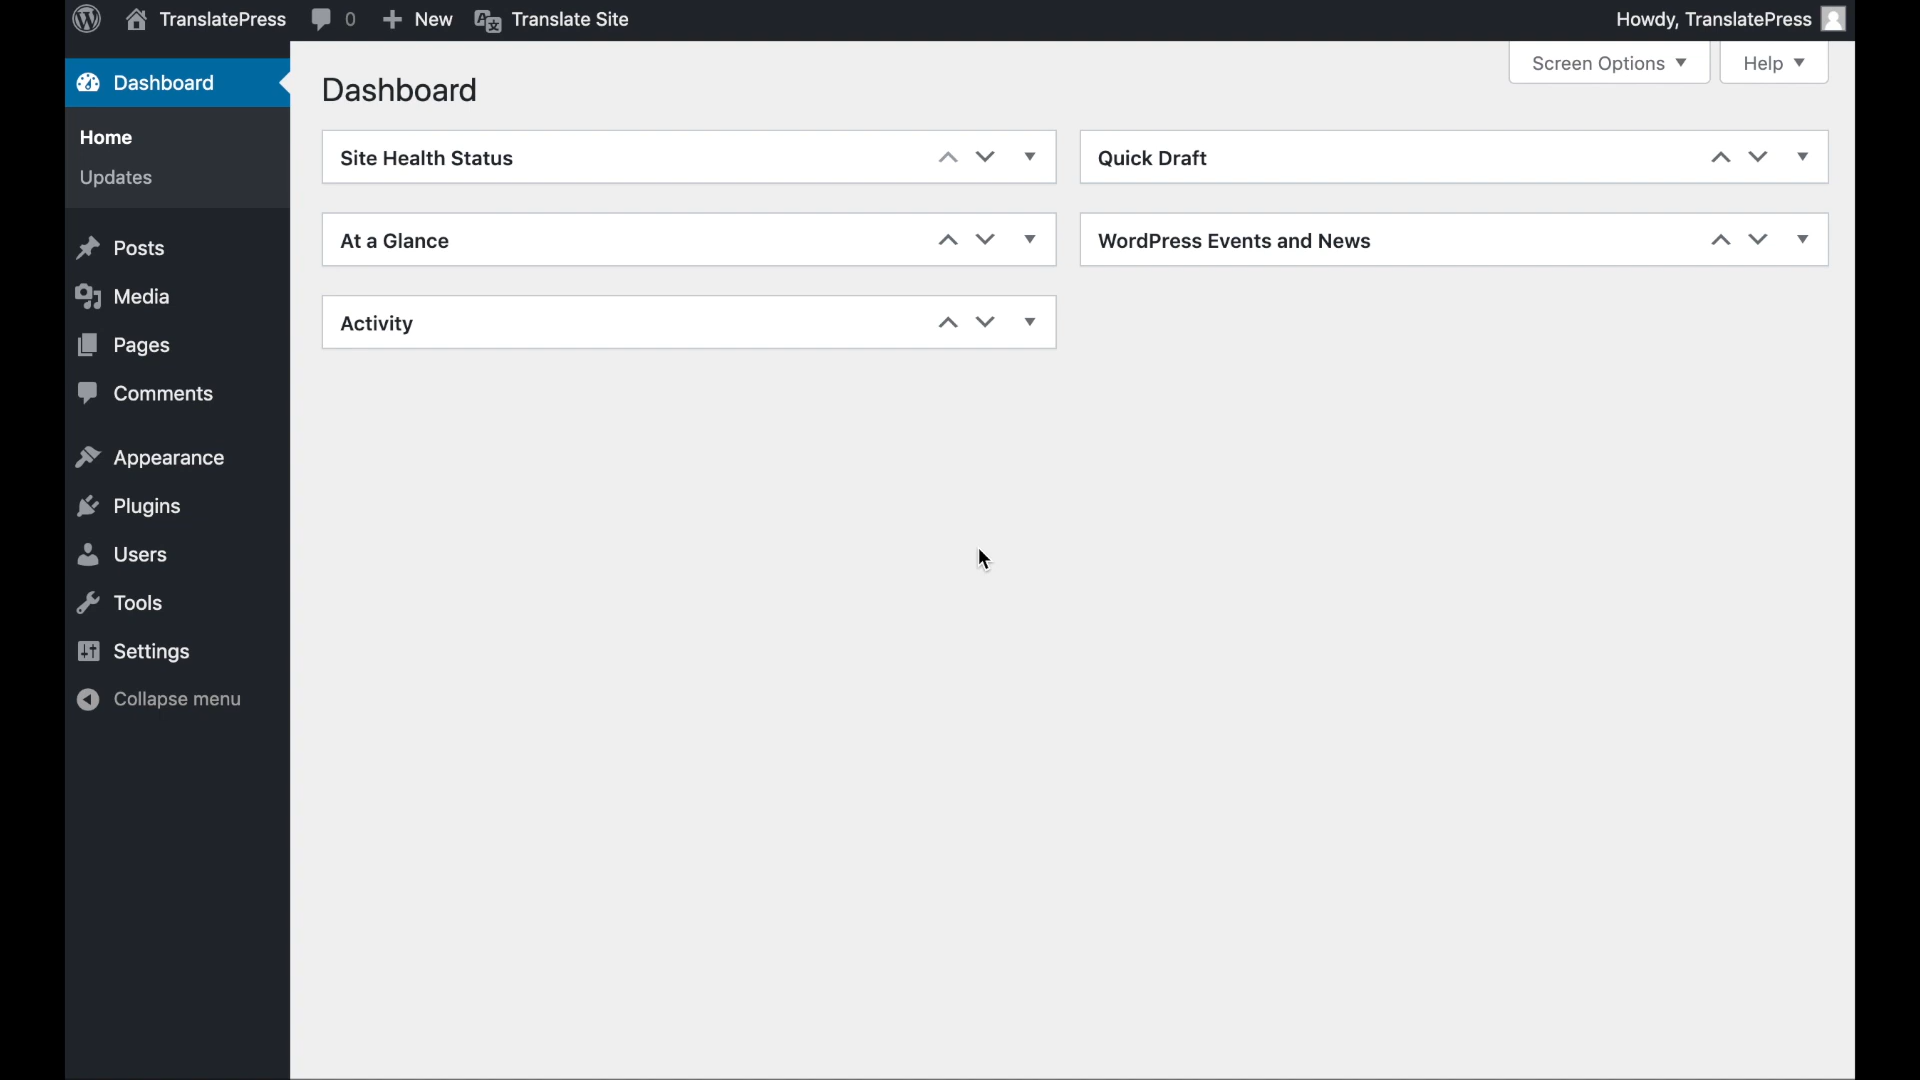 TranslatePress 0 New Translate Site Howdy, TranslatePress
Dashboard
Home
Updates
Posts
Media
Pages
Comments
Appearance
Plugins
Users
Tools
Settings
Collapse menu
Screen Options Help
Dashboard
Site Health Status
At a Glance
Activity
Quick Draft
WordPress Events and News